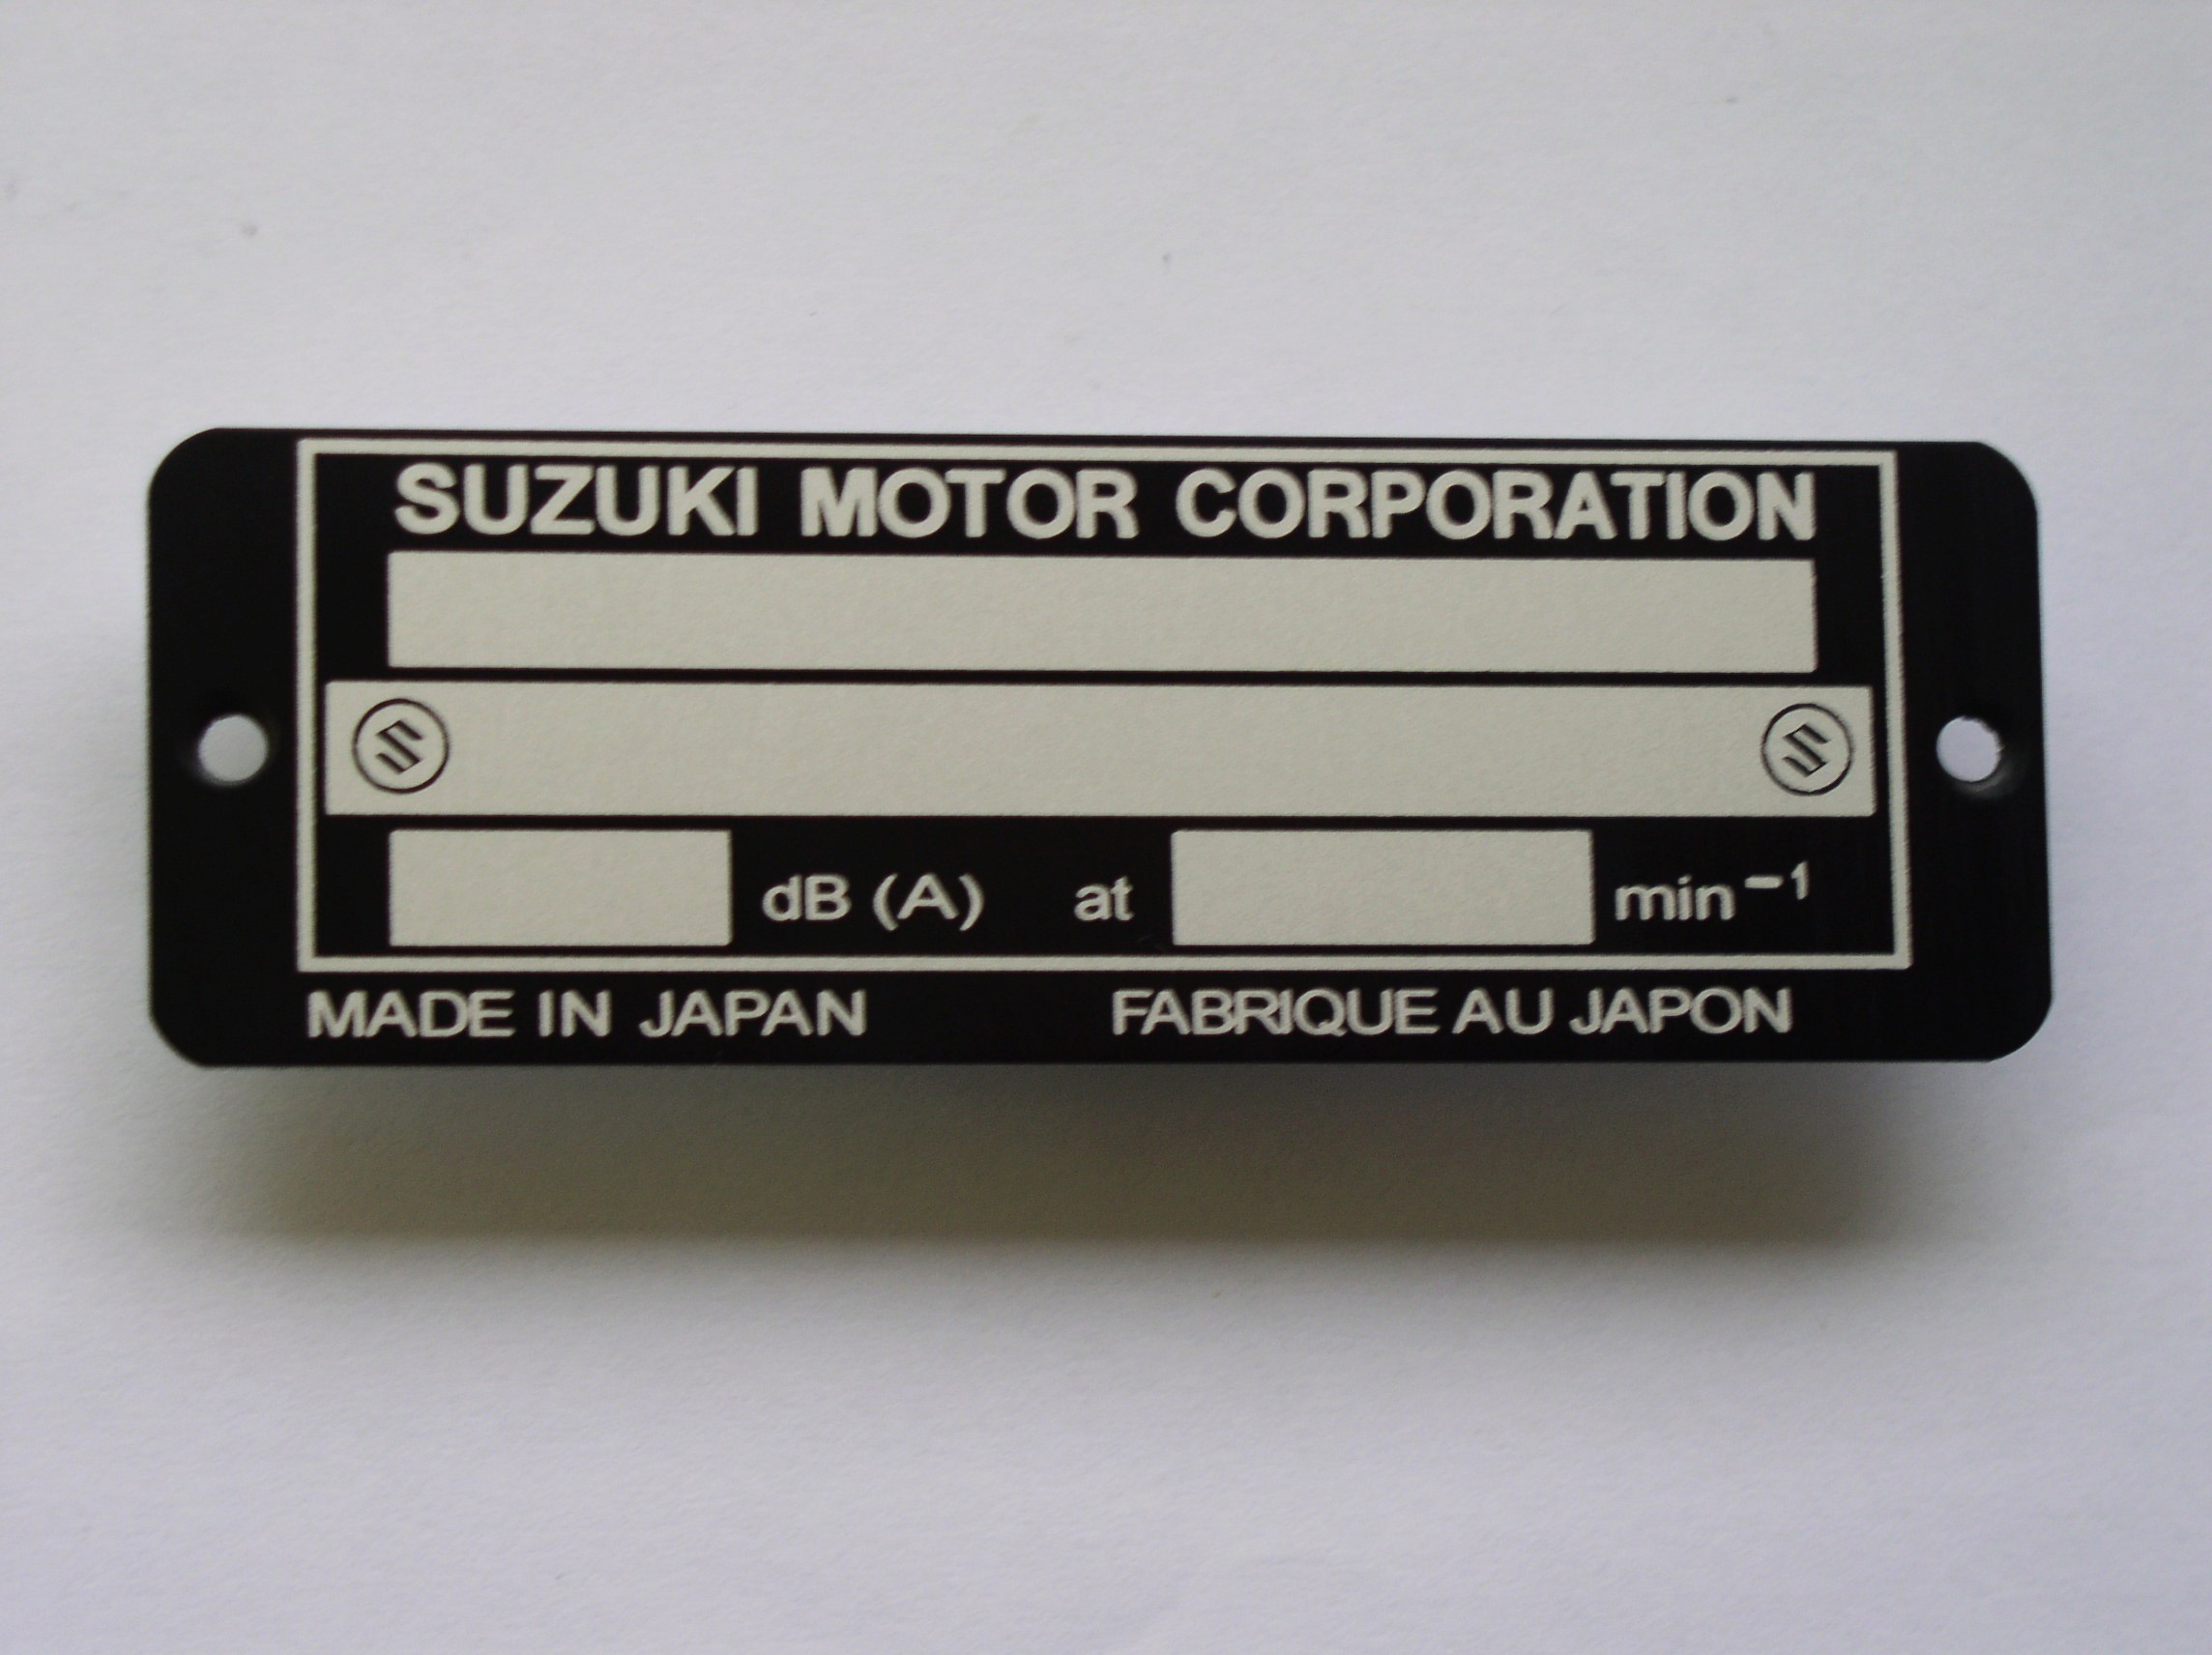 SUZUKI MOTOR CORPORATION
dB (A) at min⁻¹
MADE IN JAPAN FABRIQUE AU JAPON